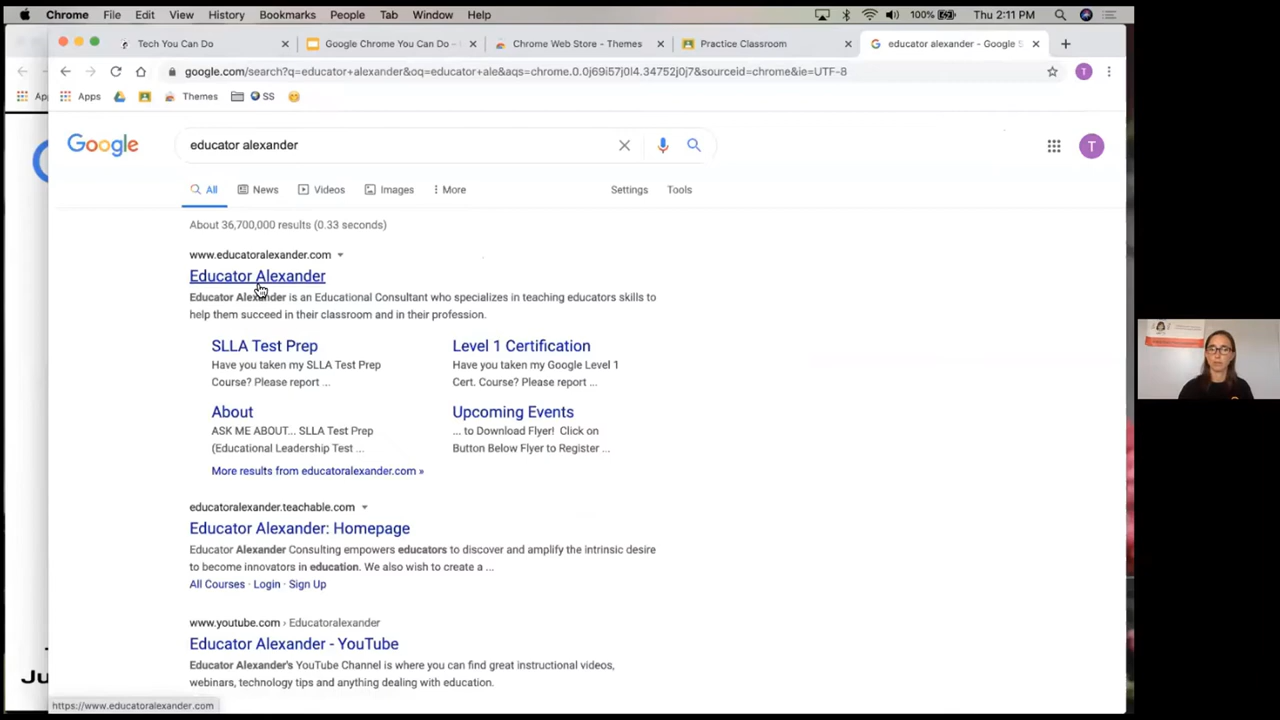 Chrome File Edit View History Bookmarks People Tab Window Help 100% Thu 2:11 PM
Tech You Can Do Google Chrome You Can Do - Chrome Web Store - Themes Practice Classroom educator alexander - Google S
google.com/search?q=educator+alexander&oq=educator+ale&aqs=chrome.0.0j69i57j0l4.34752j0j7&sourceid=chrome&ie=UTF-8 T
Ap Apps Themes SS
Google educator alexander T
All News Videos Images More Settings Tools
About 36,700,000 results (0.33 seconds)
www.educatoralexander.com
Educator Alexander
Educator Alexander is an Educational Consultant who specializes in teaching educators skills to
help them succeed in their classroom and in their profession.
SLLA Test Prep
Have you taken my SLLA Test Prep
Course? Please report ...
Level 1 Certification
Have you taken my Google Level 1
Cert. Course? Please report ...
About
ASK ME ABOUT... SLLA Test Prep
(Educational Leadership Test ...
Upcoming Events
... to Download Flyer! Click on
Button Below Flyer to Register ...
More results from educatoralexander.com »
educatoralexander.teachable.com
Educator Alexander: Homepage
Educator Alexander Consulting empowers educators to discover and amplify the intrinsic desire
to become innovators in education. We also wish to create a ...
All Courses · Login · Sign Up
www.youtube.com › Educatoralexander
Educator Alexander - YouTube
Educator Alexander's YouTube Channel is where you can find great instructional videos,
webinars, technology tips and anything dealing with education.
Ju
https://www.educatoralexander.com